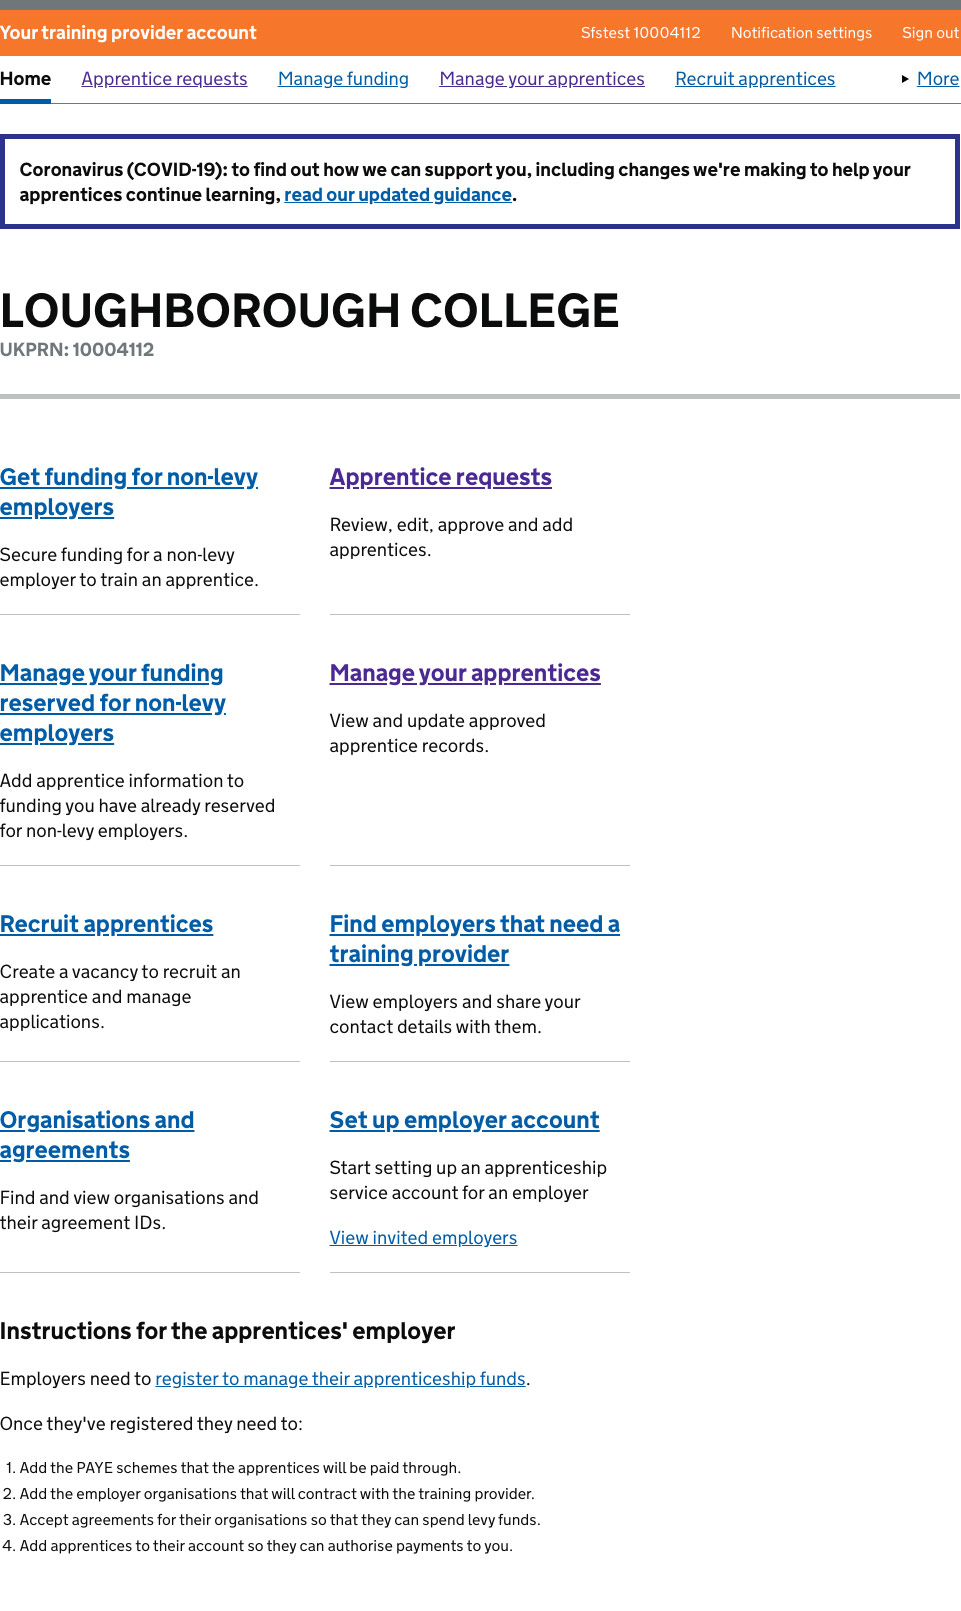 Your training provider account
Sfstest 10004112 Notification settings Sign out
Home Apprentice requests Manage funding Manage your apprentices Recruit apprentices More
Coronavirus (COVID-19): to find out how we can support you, including changes we're making to help your
apprentices continue learning, read our updated guidance.
LOUGHBOROUGH COLLEGE
UKPRN: 10004112
Get funding for non-levy
employers
Secure funding for a non-levy
employer to train an apprentice.
Apprentice requests
Review, edit, approve and add
apprentices.
Manage your funding
reserved for non-levy
employers
Add apprentice information to
funding you have already reserved
for non-levy employers.
Manage your apprentices
View and update approved
apprentice records.
Recruit apprentices
Create a vacancy to recruit an
apprentice and manage
applications.
Find employers that need a
training provider
View employers and share your
contact details with them.
Organisations and
agreements
Find and view organisations and
their agreement IDs.
Set up employer account
Start setting up an apprenticeship
service account for an employer
View invited employers
Instructions for the apprentices' employer
Employers need to register to manage their apprenticeship funds.
Once they've registered they need to:
1. Add the PAYE schemes that the apprentices will be paid through.
2. Add the employer organisations that will contract with the training provider.
3. Accept agreements for their organisations so that they can spend levy funds.
4. Add apprentices to their account so they can authorise payments to you.